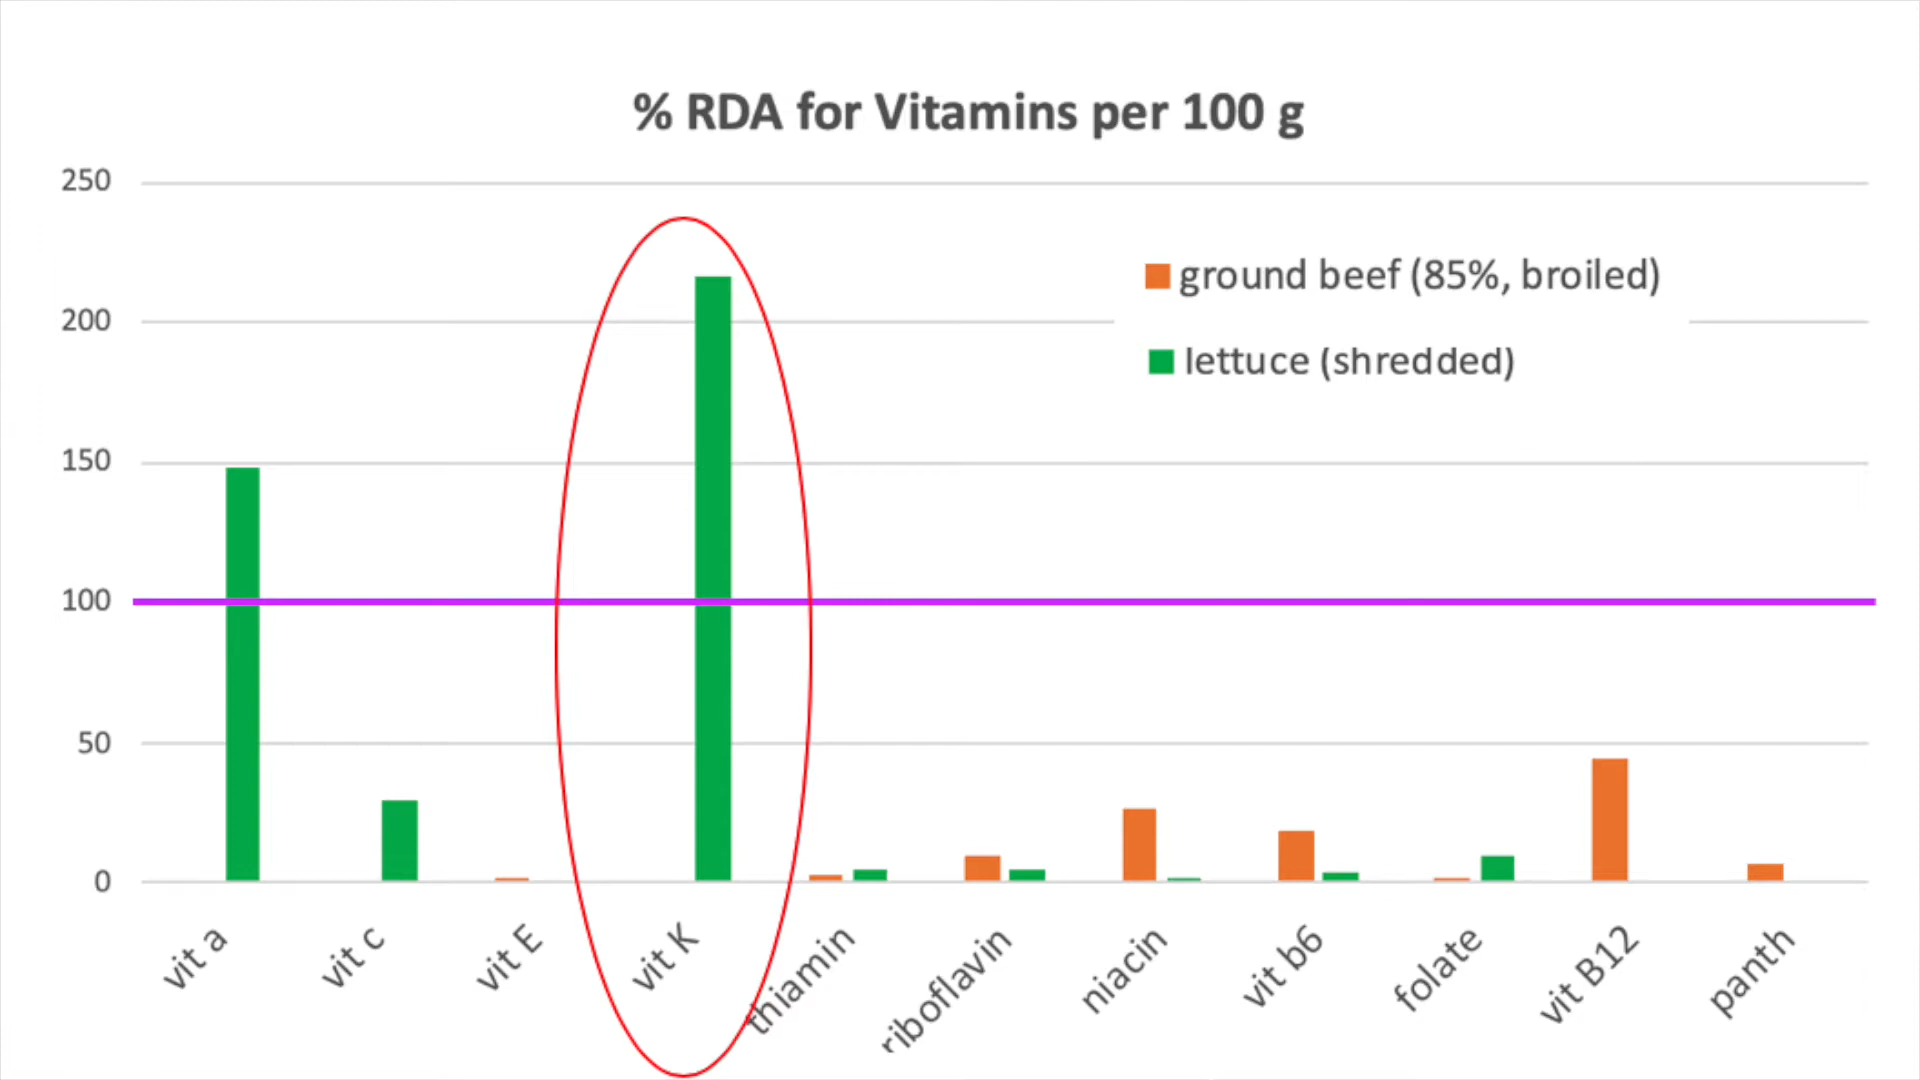 % RDA for Vitamins per 100 g
250
200
150
100
50
0
ground beef (85%, broiled)
lettuce (shredded)
vit a
vit c
vit E
vit K
thiamin
riboflavin
niacin
vit b6
folate
vit B12
panth